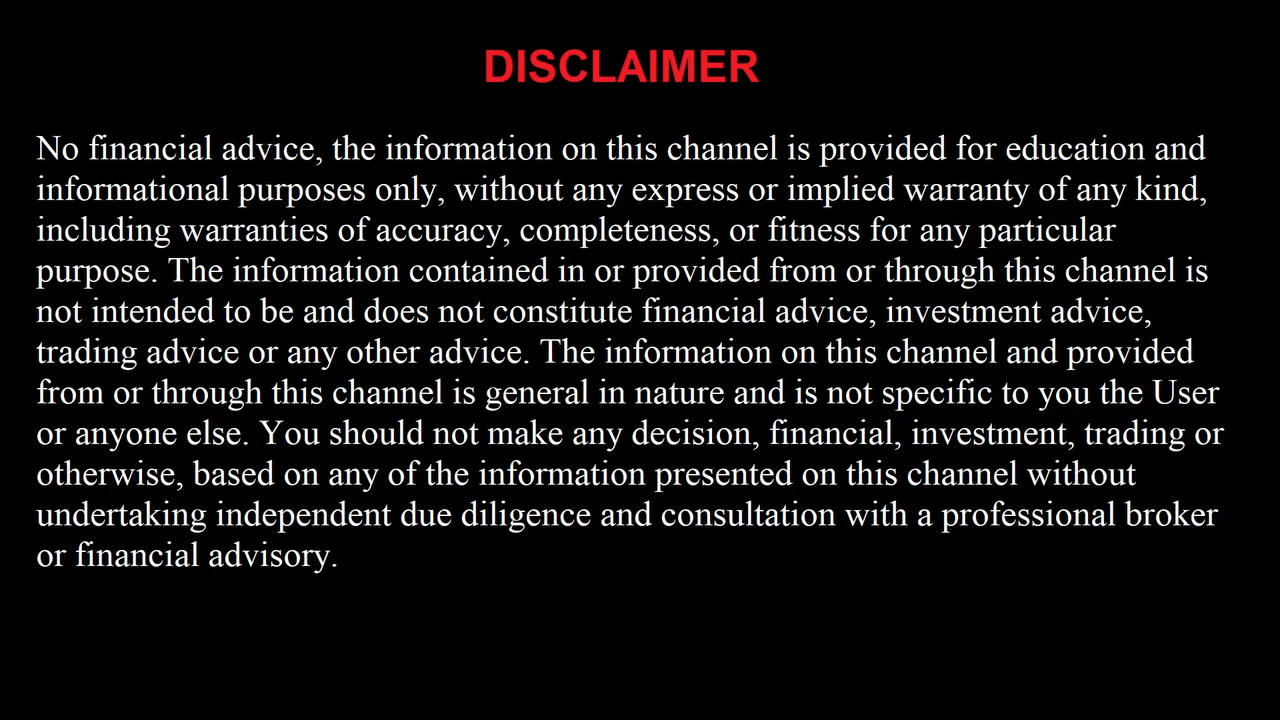 DISCLAIMER
No financial advice, the information on this channel is provided for education and
informational purposes only, without any express or implied warranty of any kind,
including warranties of accuracy, completeness, or fitness for any particular
purpose. The information contained in or provided from or through this channel is
not intended to be and does not constitute financial advice, investment advice,
trading advice or any other advice. The information on this channel and provided
from or through this channel is general in nature and is not specific to you the User
or anyone else. You should not make any decision, financial, investment, trading or
otherwise, based on any of the information presented on this channel without
undertaking independent due diligence and consultation with a professional broker
or financial advisory.